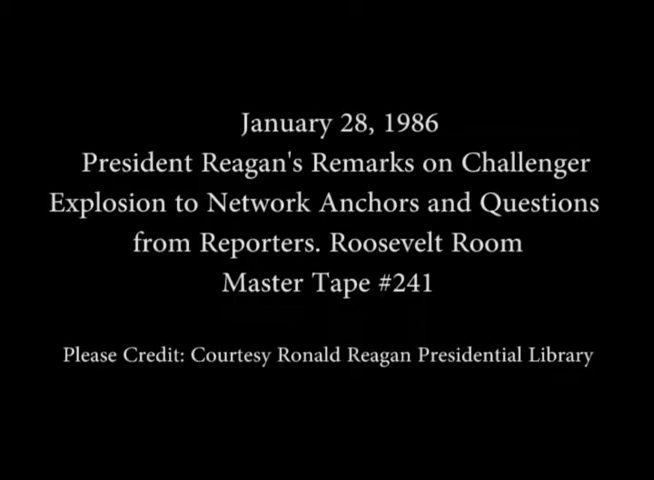 January 28, 1986
President Reagan's Remarks on Challenger
Explosion to Network Anchors and Questions
from Reporters. Roosevelt Room
Master Tape #241
Please Credit: Courtesy Ronald Reagan Presidential Library